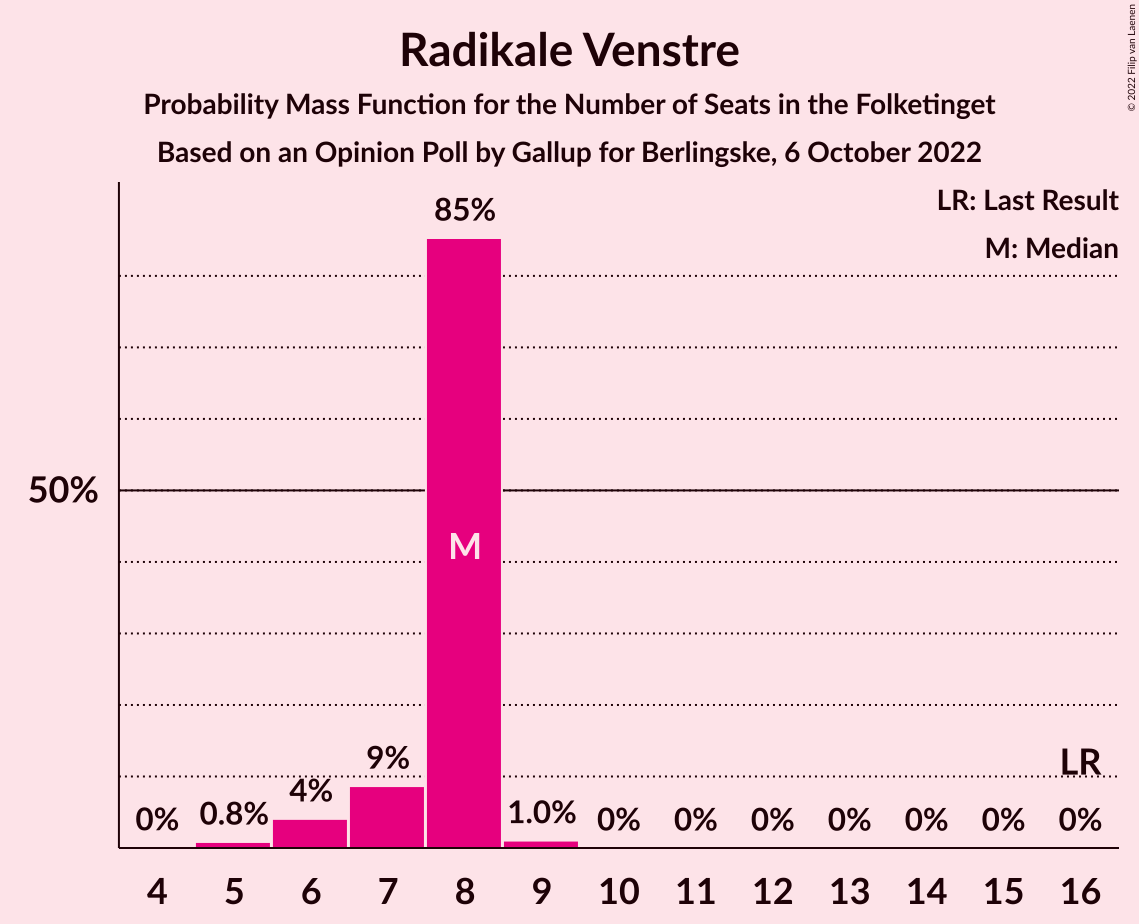 Radikale Venstre
Probability Mass Function for the Number of Seats in the Folketinget
Based on an Opinion Poll by Gallup for Berlingske, 6 October 2022
© 2022 Filip van Laenen
LR: Last Result
M: Median
85%
50%
M
9%
4%
LR
0% 0.8% 1.0% 0% 0% 0% 0% 0% 0% 0%
4 5 6 7 8 9 10 11 12 13 14 15 16